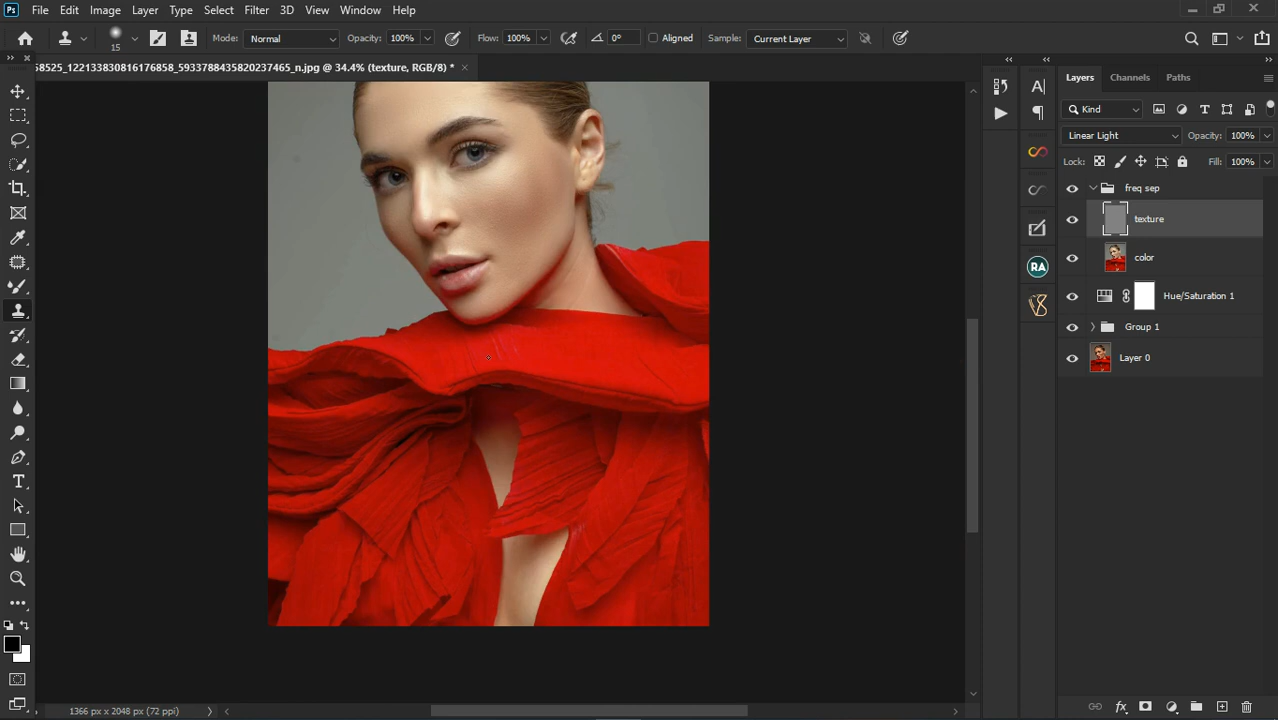 Ps File Edit Image Layer Type Select Filter 3D View Window Help
15 Mode: Normal Opacity: 100% Flow: 100% 0° Aligned Sample: Current Layer
58525_122133830816176858_5933788435820237465_n.jpg @ 34.4% (texture, RGB/8) *
Layers Channels Paths
Kind
Linear Light Opacity: 100%
Lock: Fill: 100%
freq sep
texture
color
Hue/Saturation 1
Group 1
Layer 0
RA
1366 px x 2048 px (72 ppi)